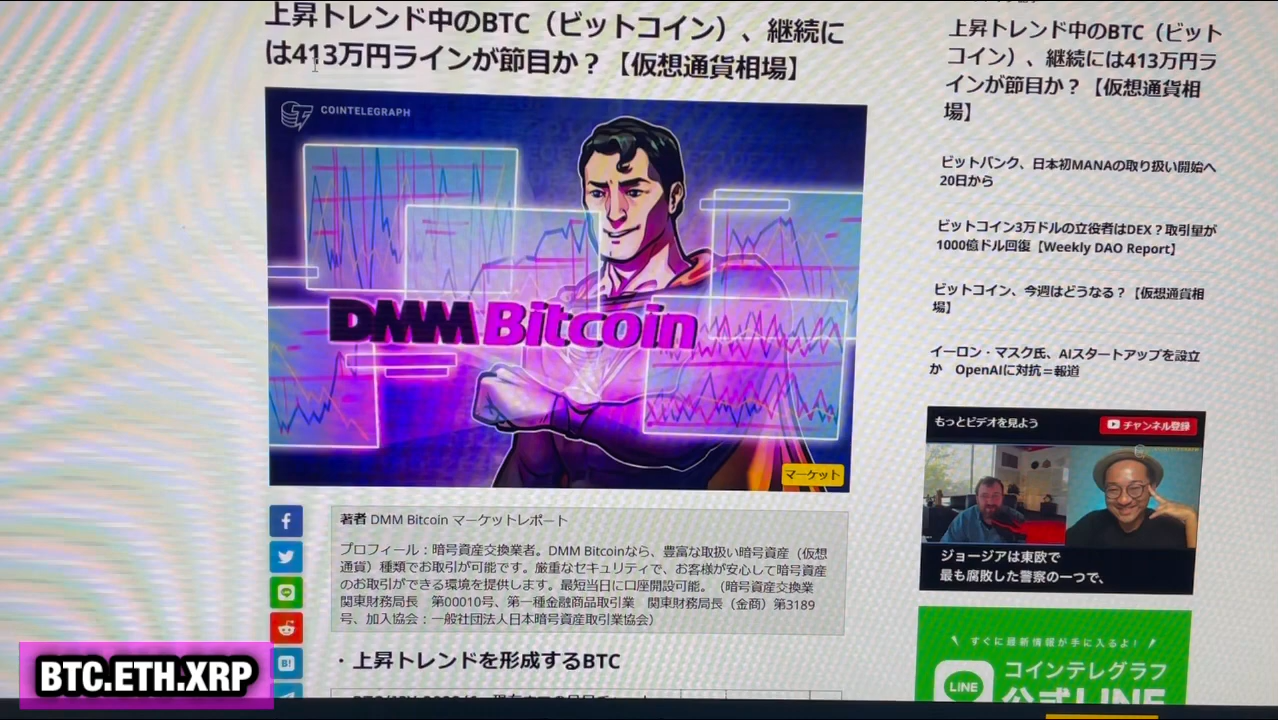 上昇トレンド中のBTC（ビットコイン）、継続に
は413万円ラインが節目か？【仮想通貨相場】
COINTELEGRAPH
DMM Bitcoin
マーケット
著者 DMM Bitcoin マーケットレポート
プロフィール：暗号資産交換業者。DMM Bitcoinなら、豊富な取扱い暗号資産（仮想
通貨）種類でお取引が可能です。厳重なセキュリティで、お客様が安心して暗号資産
のお取引ができる環境を提供します。最短当日に口座開設可能。（暗号資産交換業
関東財務局長　第00010号、第一種金融商品取引業　関東財務局長（金商）第3189
号、加入協会：一般社団法人日本暗号資産取引業協会）
・上昇トレンドを形成するBTC
上昇トレンド中のBTC（ビット
コイン）、継続には413万円ラ
インが節目か？【仮想通貨相
場】
ビットバンク、日本初MANAの取り扱い開始へ
20日から
ビットコイン3万ドルの立役者はDEX？取引量が
1000億ドル回復【Weekly DAO Report】
ビットコイン、今週はどうなる？【仮想通貨相
場】
イーロン・マスク氏、AIスタートアップを設立
か　OpenAIに対抗＝報道
もっとビデオを見よう
チャンネル登録
ジョージアは東欧で
最も腐敗した警察の一つで、
すぐに最新情報が手に入るよ！
LINE
コインテレグラフ
公式LINE
B!
BTC.ETH.XRP